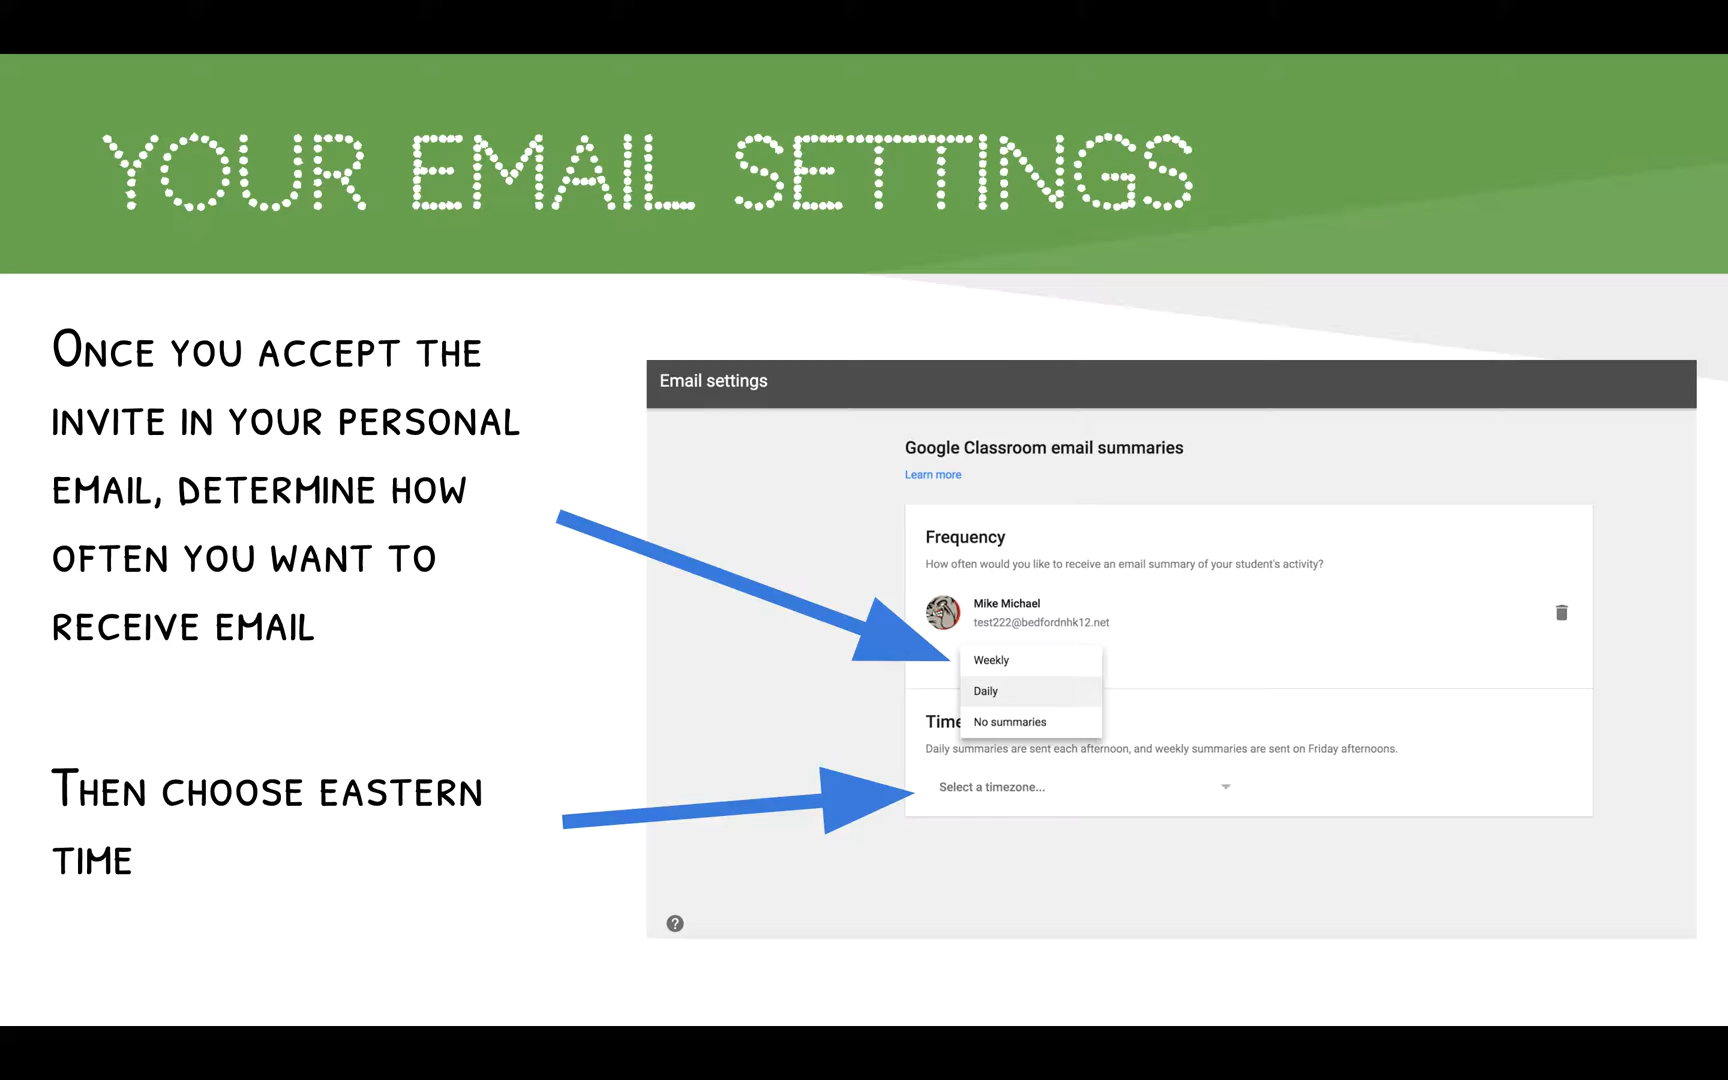 YOUR EMAIL SETTINGS
ONCE YOU ACCEPT THE
INVITE IN YOUR PERSONAL
EMAIL, DETERMINE HOW
OFTEN YOU WANT TO
RECEIVE EMAIL
THEN CHOOSE EASTERN
TIME
Email settings
Google Classroom email summaries
Learn more
Frequency
How often would you like to receive an email summary of your student's activity?
Mike Michael
test222@bedfordnhk12.net
Weekly
Daily
No summaries
Time
Daily summaries are sent each afternoon, and weekly summaries are sent on Friday afternoons.
Select a timezone...
?